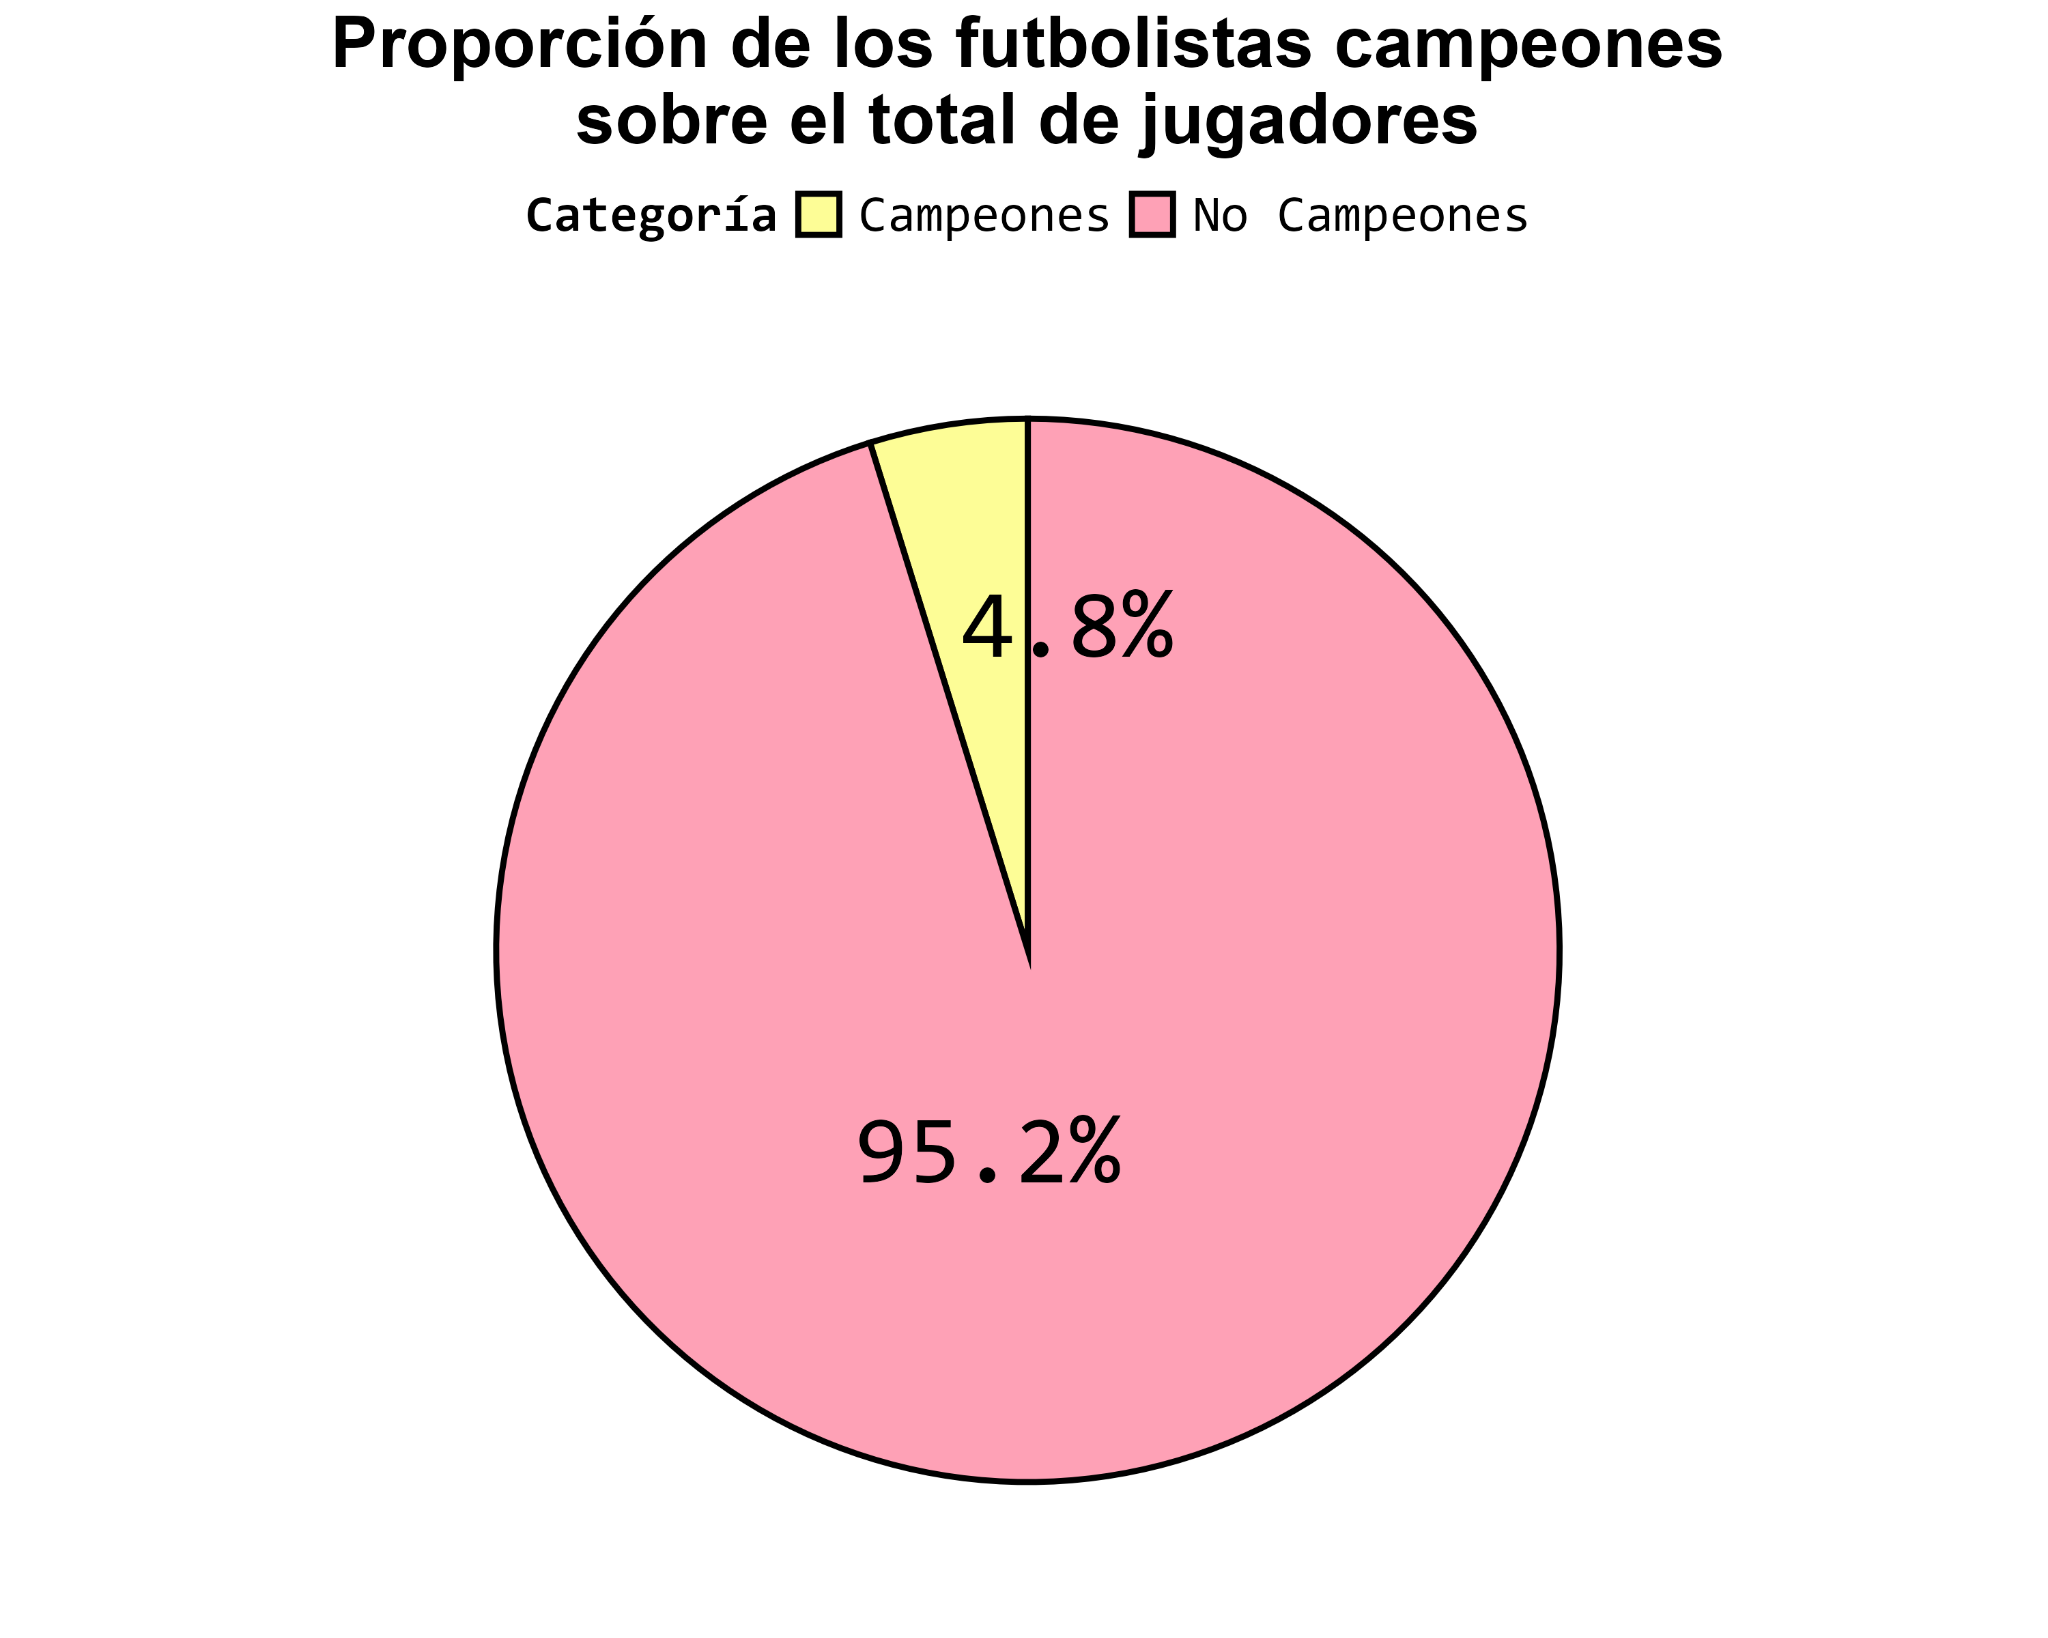 Proporción de los futbolistas campeones
sobre el total de jugadores
Categoría Campeones No Campeones
4.8%
95.2%